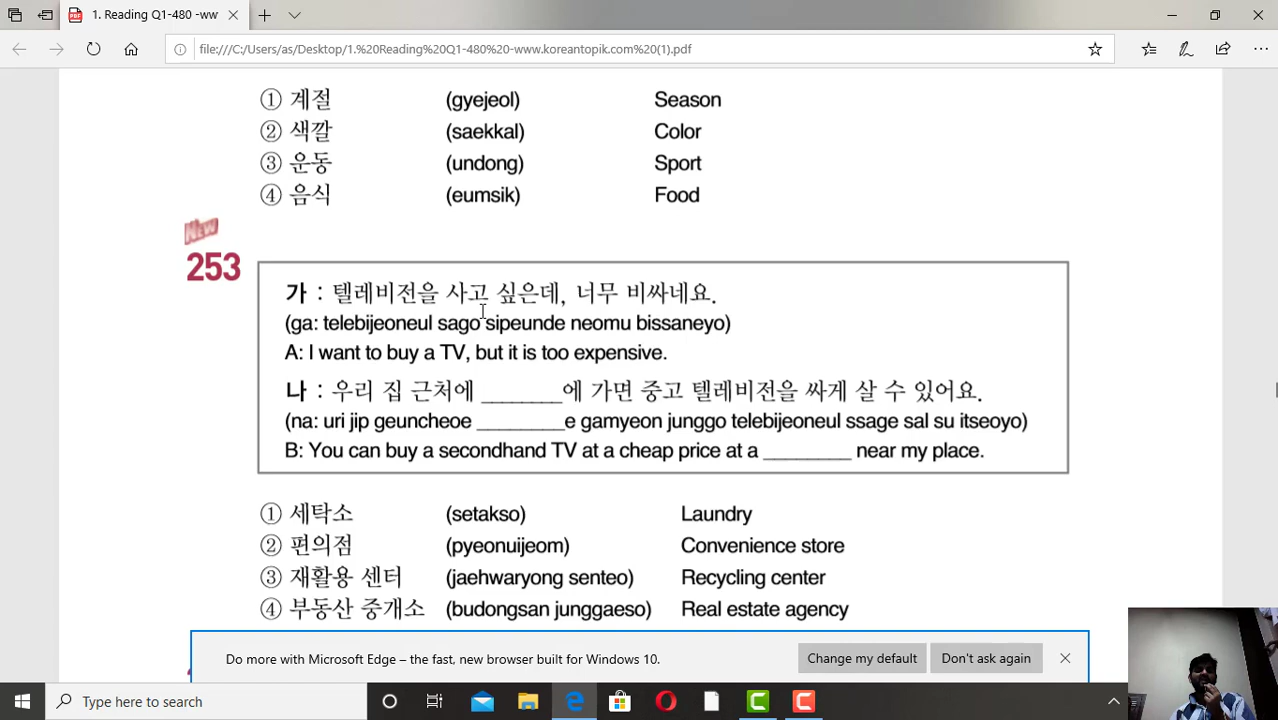 1. Reading Q1-480 -ww
file:///C:/Users/as/Desktop/1.%20Reading%20Q1-480%20-www.koreantopik.com%20(1).pdf
① 계절 (gyejeol) Season
② 색깔 (saekkal) Color
③ 운동 (undong) Sport
④ 음식 (eumsik) Food
New
253
가 : 텔레비전을 사고 싶은데, 너무 비싸네요.
(ga: telebijeoneul sago sipeunde neomu bissaneyo)
A: I want to buy a TV, but it is too expensive.
나 : 우리 집 근처에 ________에 가면 중고 텔레비전을 싸게 살 수 있어요.
(na: uri jip geuncheoe ________e gamyeon junggo telebijeoneul ssage sal su itseoyo)
B: You can buy a secondhand TV at a cheap price at a ________ near my place.
① 세탁소 (setakso) Laundry
② 편의점 (pyeonuijeom) Convenience store
③ 재활용 센터 (jaehwaryong senteo) Recycling center
④ 부동산 중개소 (budongsan junggaeso) Real estate agency
Do more with Microsoft Edge – the fast, new browser built for Windows 10. Change my default Don't ask again
Type here to search